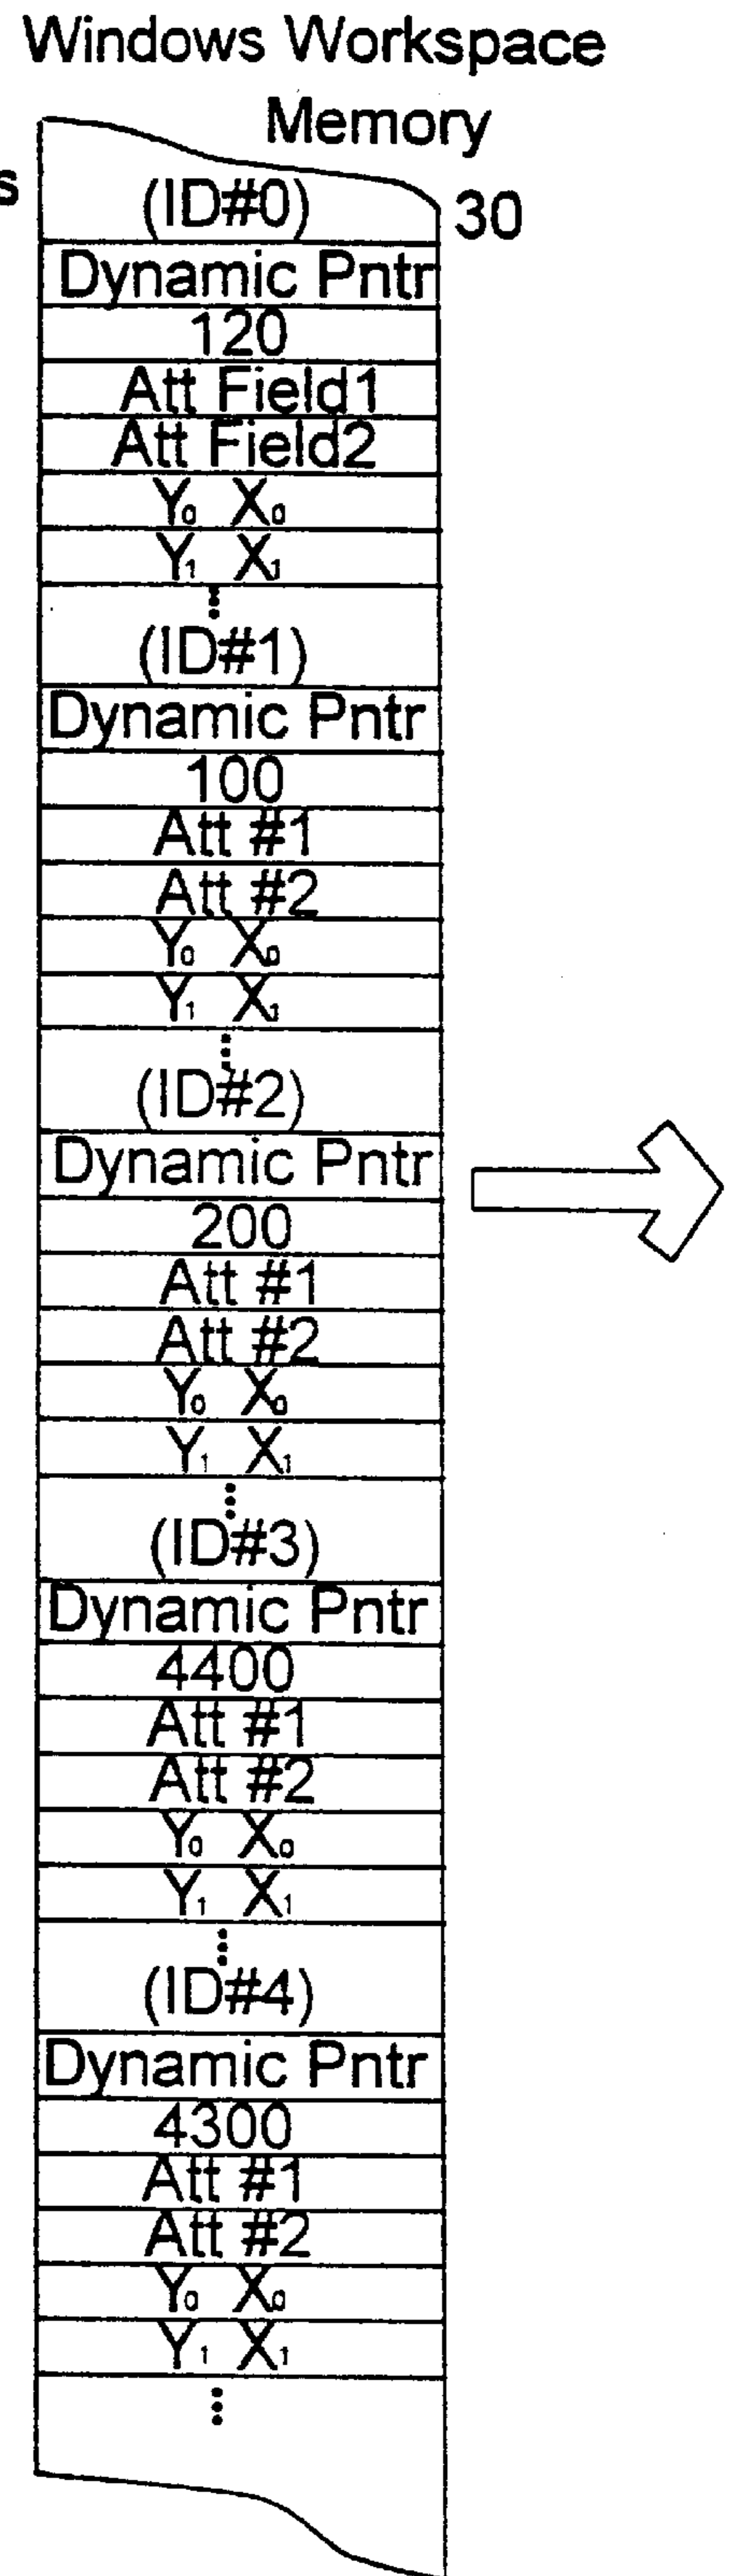 Windows Workspace
Memory
s
(ID#0)
30
Dynamic Pntr
120
Att Field1
Att Field2
Y₀ X₀
Y₁ X₁
⋮
(ID#1)
Dynamic Pntr
100
Att #1
Att #2
Y₀ X₀
Y₁ X₁
⋮
(ID#2)
Dynamic Pntr
200
Att #1
Att #2
Y₀ X₀
Y₁ X₁
⋮
(ID#3)
Dynamic Pntr
4400
Att #1
Att #2
Y₀ X₀
Y₁ X₁
⋮
(ID#4)
Dynamic Pntr
4300
Att #1
Att #2
Y₀ X₀
Y₁ X₁
⋮